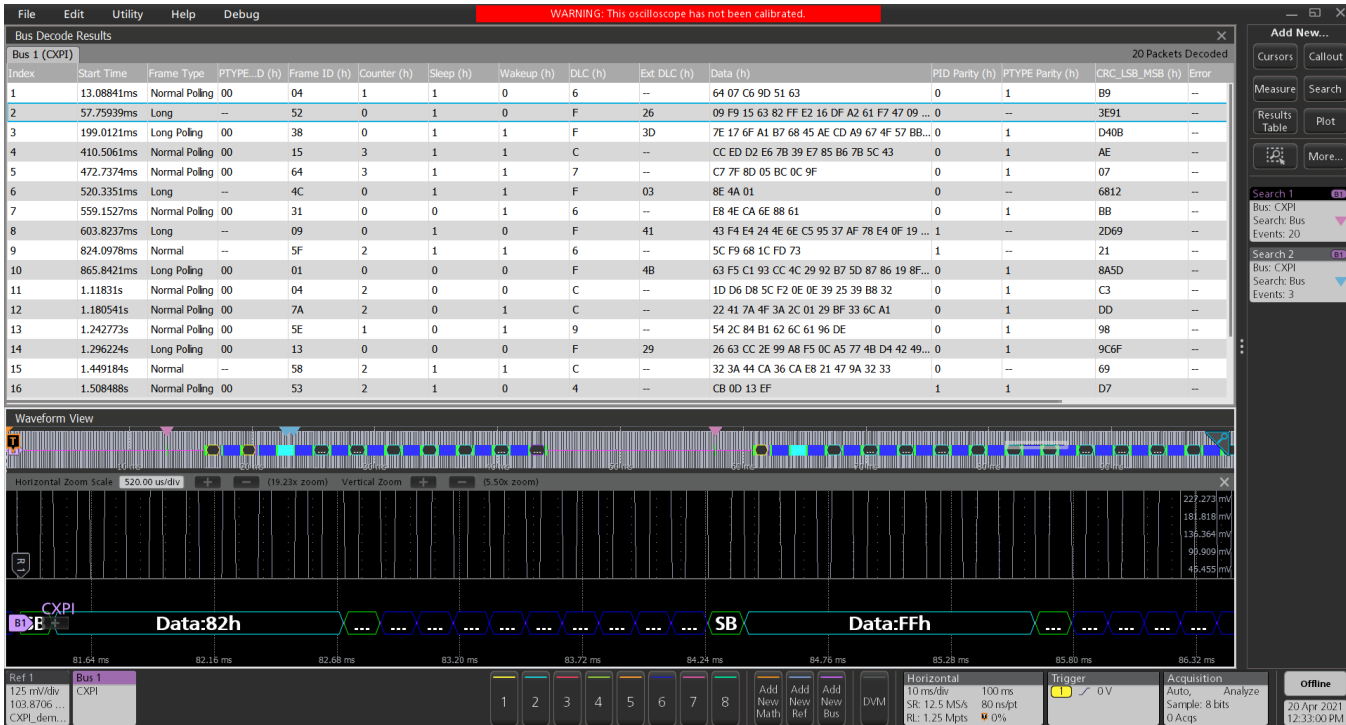 File Edit Utility Help Debug
WARNING: This oscilloscope has not been calibrated.
Bus Decode Results
Bus 1 (CXPI) 20 Packets Decoded
Index Start Time Frame Type PTYPE...D (h) Frame ID (h) Counter (h) Sleep (h) Wakeup (h) DLC (h) Ext DLC (h) Data (h) PID Parity (h) PTYPE Parity (h) CRC_LSB_MSB (h) Error
1 13.08841ms Normal Poling 00 04 1 1 0 6 -- 64 07 C6 9D 51 63 0 1 B9 --
2 57.75939ms Long -- 52 0 1 0 F 26 09 F9 15 63 82 FF E2 16 DF A2 61 F7 47 09 ... 0 -- 3E91 --
3 199.0121ms Long Poling 00 38 0 1 1 F 3D 7E 17 6F A1 B7 68 45 AE CD A9 67 4F 57 BB... 0 1 D40B --
4 410.5061ms Normal Poling 00 15 3 1 1 C -- CC ED D2 E6 7B 39 E7 85 B6 7B 5C 43 0 1 AE --
5 472.7374ms Normal Poling 00 64 3 1 1 7 -- C7 7F 8D 05 BC 0C 9F 0 1 07 --
6 520.3351ms Long -- 4C 0 1 1 F 03 8E 4A 01 0 -- 6812 --
7 559.1527ms Normal Poling 00 31 0 0 1 6 -- E8 4E CA 6E 88 61 0 1 BB --
8 603.8237ms Long -- 09 0 1 0 F 41 43 F4 E4 24 4E 6E C5 95 37 AF 78 E4 0F 19 ... 1 -- 2D69 --
9 824.0978ms Normal -- 5F 2 1 1 6 -- 5C F9 68 1C FD 73 1 -- 21 --
10 865.8421ms Long Poling 00 01 0 0 0 F 4B 63 F5 C1 93 CC 4C 29 92 B7 5D 87 86 19 8F... 0 1 8A5D --
11 1.11831s Normal Poling 00 04 2 0 0 C -- 1D D6 D8 5C F2 0E 0E 39 25 39 B8 32 0 1 C3 --
12 1.180541s Normal Poling 00 7A 2 0 1 C -- 22 41 7A 4F 3A 2C 01 29 BF 33 6C A1 0 1 DD --
13 1.242773s Normal Poling 00 5E 1 0 1 9 -- 54 2C 84 B1 62 6C 61 96 DE 0 1 98 --
14 1.296224s Long Poling 00 13 0 0 0 F 29 26 63 CC 2E 99 A8 F5 0C A5 77 4B D4 42 49... 0 1 9C6F --
15 1.449184s Normal -- 58 2 1 1 C -- 32 3A 44 CA 36 CA E8 21 47 9A 32 33 0 -- 69 --
16 1.508488s Normal Poling 00 53 2 1 0 4 -- CB 0D 13 EF 1 1 D7 --
Waveform View
Horizontal Zoom Scale 520.00 us/div + − (19.23x zoom) Vertical Zoom + − (5.50x zoom)
227.273 mV
181.818 mV
136.364 mV
90.909 mV
45.455 mV
R1
CXPI
B1 Data:82h ... ... ... ... ... ... ... ... ... ... SB Data:FFh ... ... ... ...
81.64 ms 82.16 ms 82.68 ms 83.20 ms 83.72 ms 84.24 ms 84.76 ms 85.28 ms 85.80 ms 86.32 ms
Add New...
Cursors Callout
Measure Search
Results Table Plot
More...
Search 1 B1
Bus: CXPI
Search: Bus
Events: 20
Search 2 B1
Bus: CXPI
Search: Bus
Events: 3
Ref 1
125 mV/div
103.8706 ...
CXPI_dem...
Bus 1
CXPI
1 2 3 4 5 6 7 8
Add New Math
Add New Ref
Add New Bus
DVM
Horizontal
10 ms/div 100 ms
SR: 12.5 MS/s 80 ns/pt
RL: 1.25 Mpts 0%
Trigger
1 0 V
Acquisition
Auto, Analyze
Sample: 8 bits
0 Acqs
Offline
20 Apr 2021
12:33:00 PM